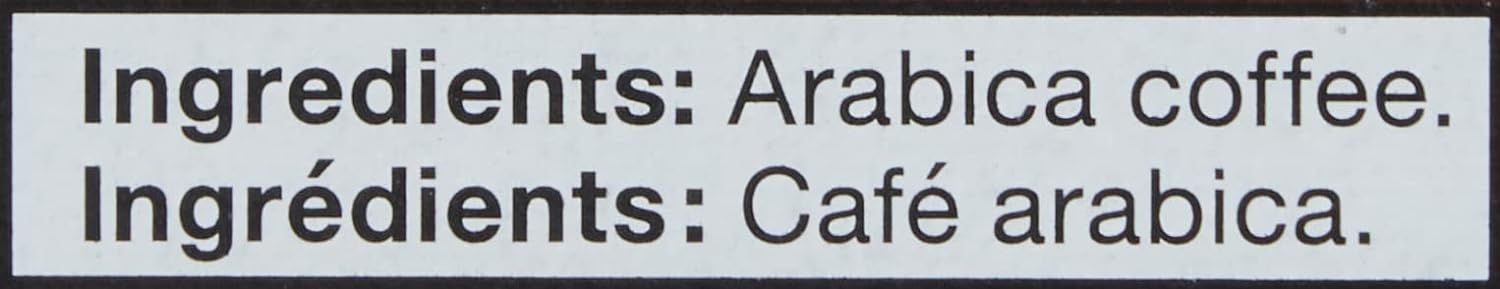 Ingredients: Arabica coffee.
Ingrédients : Café arabica.